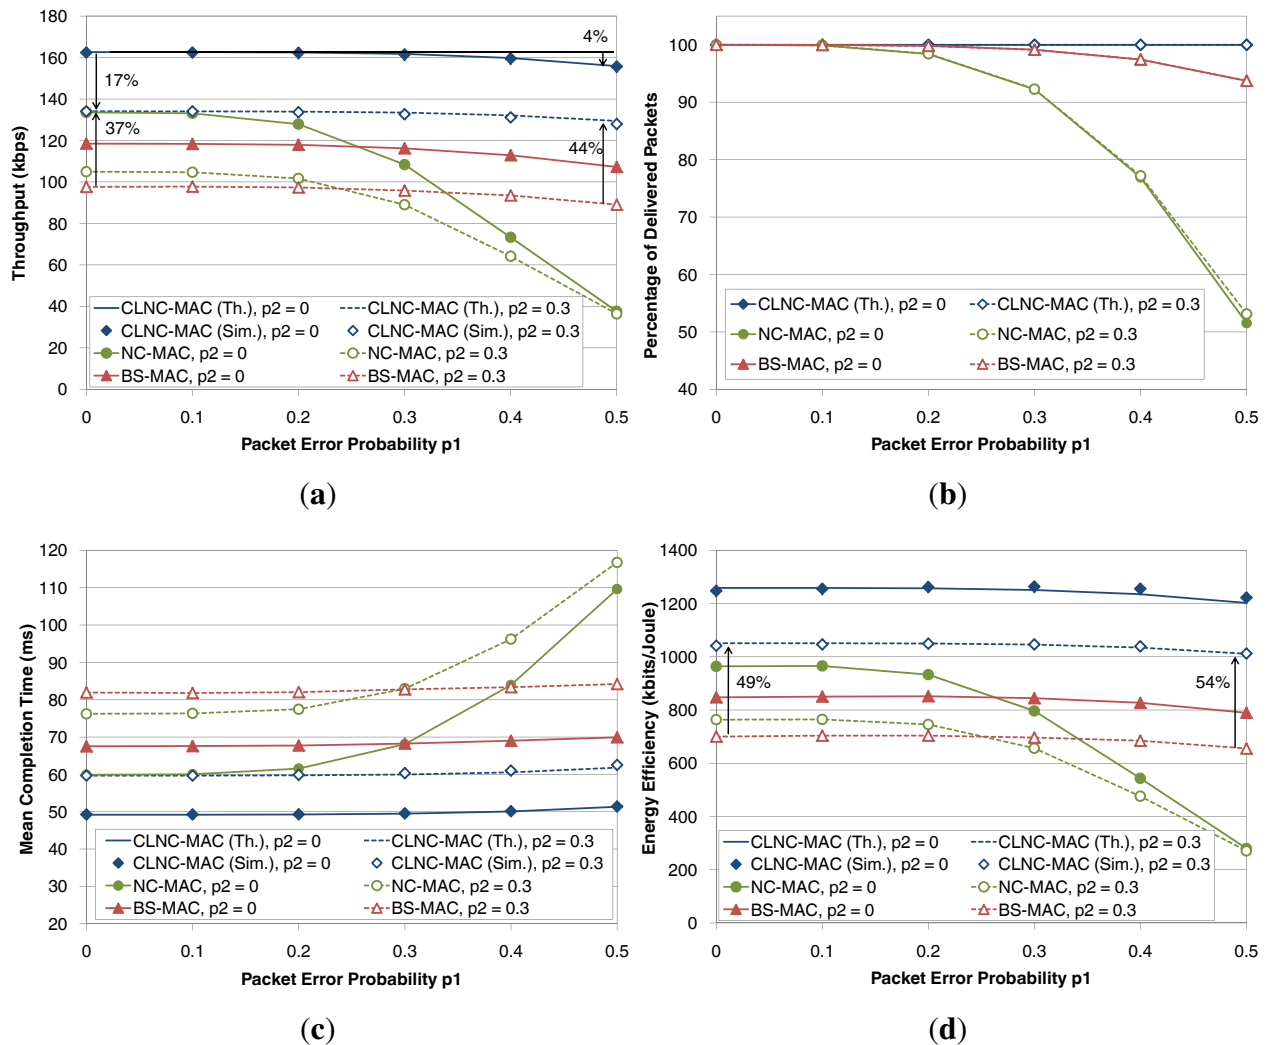 180
160
140
120
100
80
60
40
20
0
Throughput (kbps)
4%
17%
37%
44%
CLNC-MAC (Th.), p2 = 0
CLNC-MAC (Th.), p2 = 0.3
CLNC-MAC (Sim.), p2 = 0
CLNC-MAC (Sim.), p2 = 0.3
NC-MAC, p2 = 0
NC-MAC, p2 = 0.3
BS-MAC, p2 = 0
BS-MAC, p2 = 0.3
0 0.1 0.2 0.3 0.4 0.5
Packet Error Probability p1
(a)
100
90
80
70
60
50
40
Percentage of Delivered Packets
CLNC-MAC (Th.), p2 = 0
CLNC-MAC (Th.), p2 = 0.3
NC-MAC, p2 = 0
NC-MAC, p2 = 0.3
BS-MAC, p2 = 0
BS-MAC, p2 = 0.3
0 0.1 0.2 0.3 0.4 0.5
Packet Error Probability p1
(b)
120
110
100
90
80
70
60
50
40
30
20
Mean Completion Time (ms)
CLNC-MAC (Th.), p2 = 0
CLNC-MAC (Th.), p2 = 0.3
CLNC-MAC (Sim.), p2 = 0
CLNC-MAC (Sim.), p2 = 0.3
NC-MAC, p2 = 0
NC-MAC, p2 = 0.3
BS-MAC, p2 = 0
BS-MAC, p2 = 0.3
0 0.1 0.2 0.3 0.4 0.5
Packet Error Probability p1
(c)
1400
1200
1000
800
600
400
200
0
Energy Efficiency (kbits/Joule)
49%
54%
CLNC-MAC (Th.), p2 = 0
CLNC-MAC (Th.), p2 = 0.3
CLNC-MAC (Sim.), p2 = 0
CLNC-MAC (Sim.), p2 = 0.3
NC-MAC, p2 = 0
NC-MAC, p2 = 0.3
BS-MAC, p2 = 0
BS-MAC, p2 = 0.3
0 0.1 0.2 0.3 0.4 0.5
Packet Error Probability p1
(d)